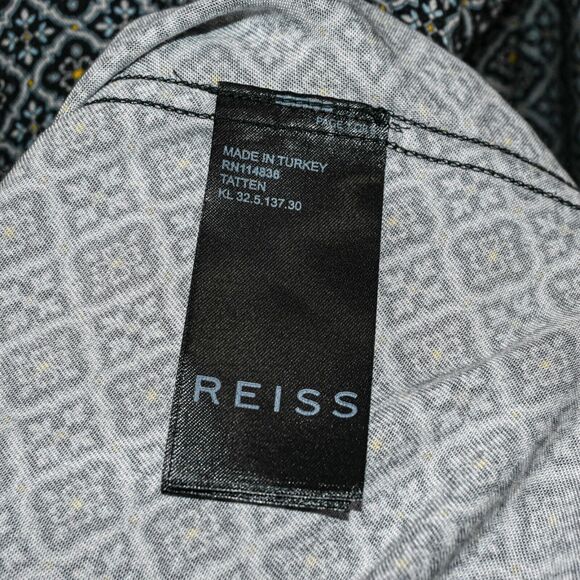 MADE IN TURKEY
RN114836
TATTEN
KL 32.5.137.30
REISS